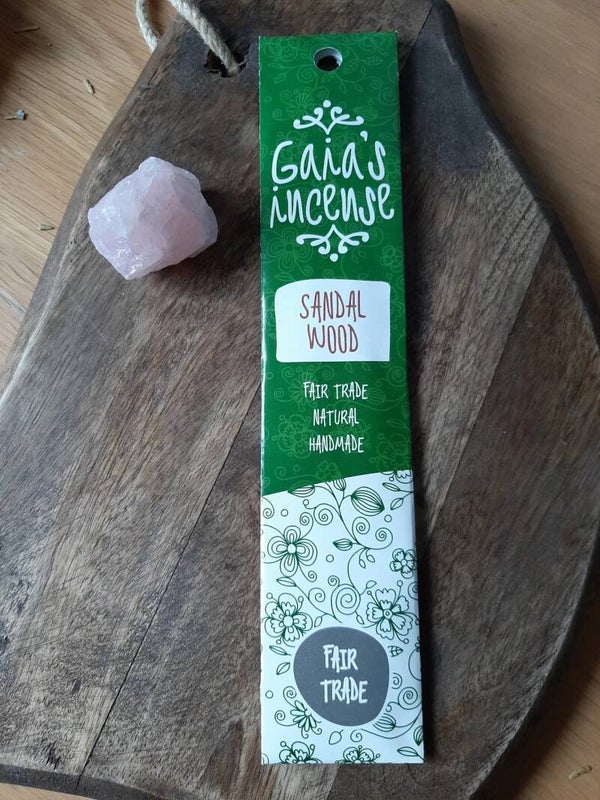 Gaia's
incense
SANDAL
WOOD
FAIR TRADE
NATURAL
HANDMADE
FAIR
TRADE